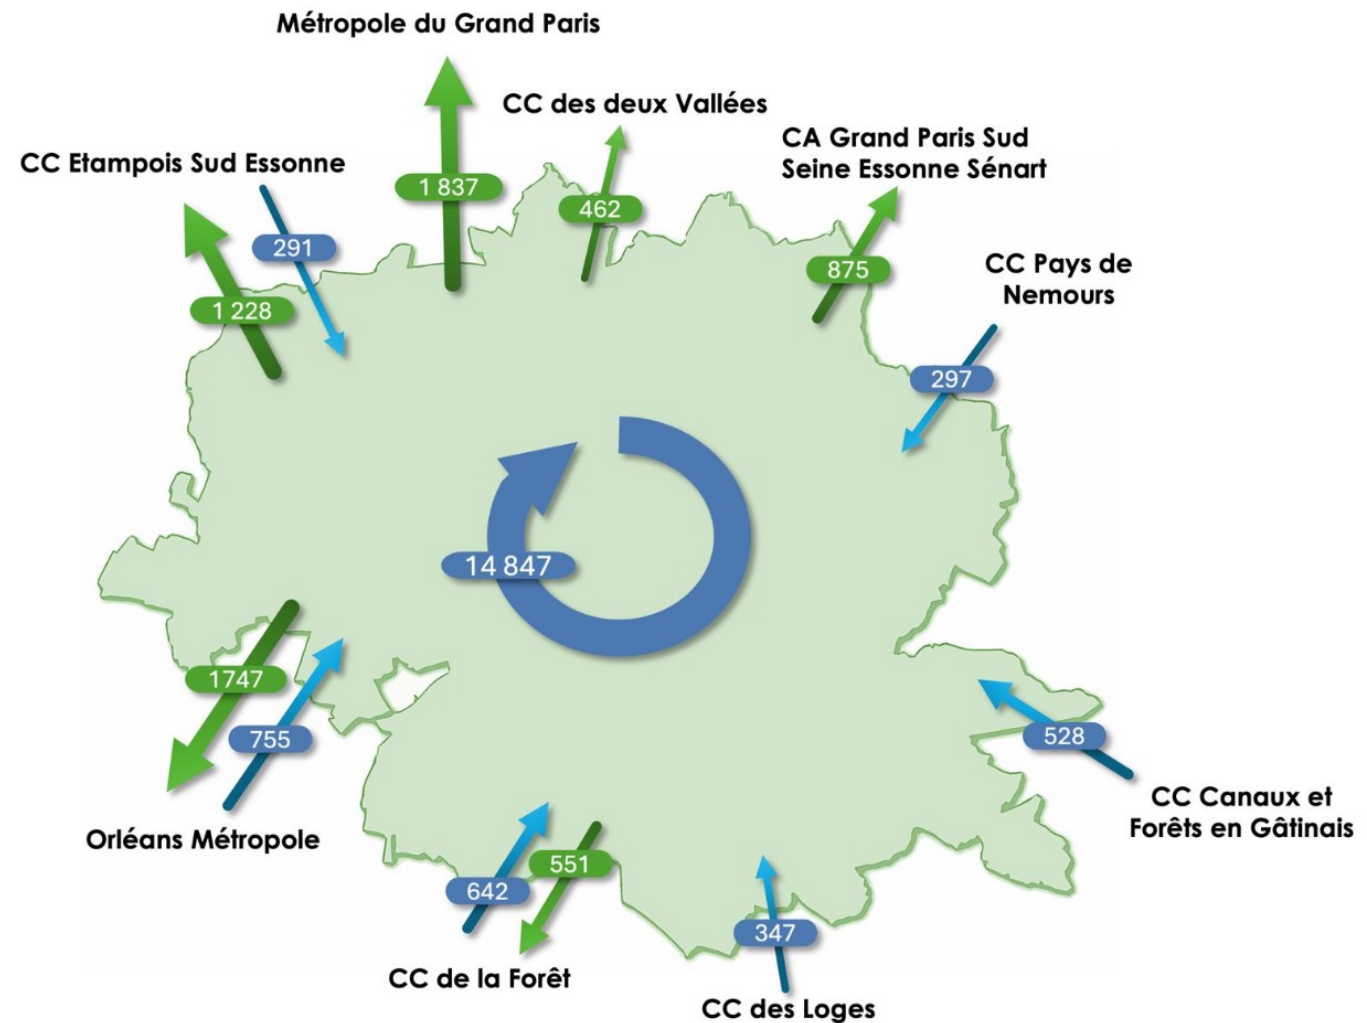 Métropole du Grand Paris
CC des deux Vallées
CA Grand Paris Sud
Seine Essonne Sénart
CC Etampois Sud Essonne
1 837
462
291
875
CC Pays de
Nemours
1 228
297
14 847
1747
755
528
CC Canaux et
Forêts en Gâtinais
Orléans Métropole
551
642
347
CC de la Forêt
CC des Loges